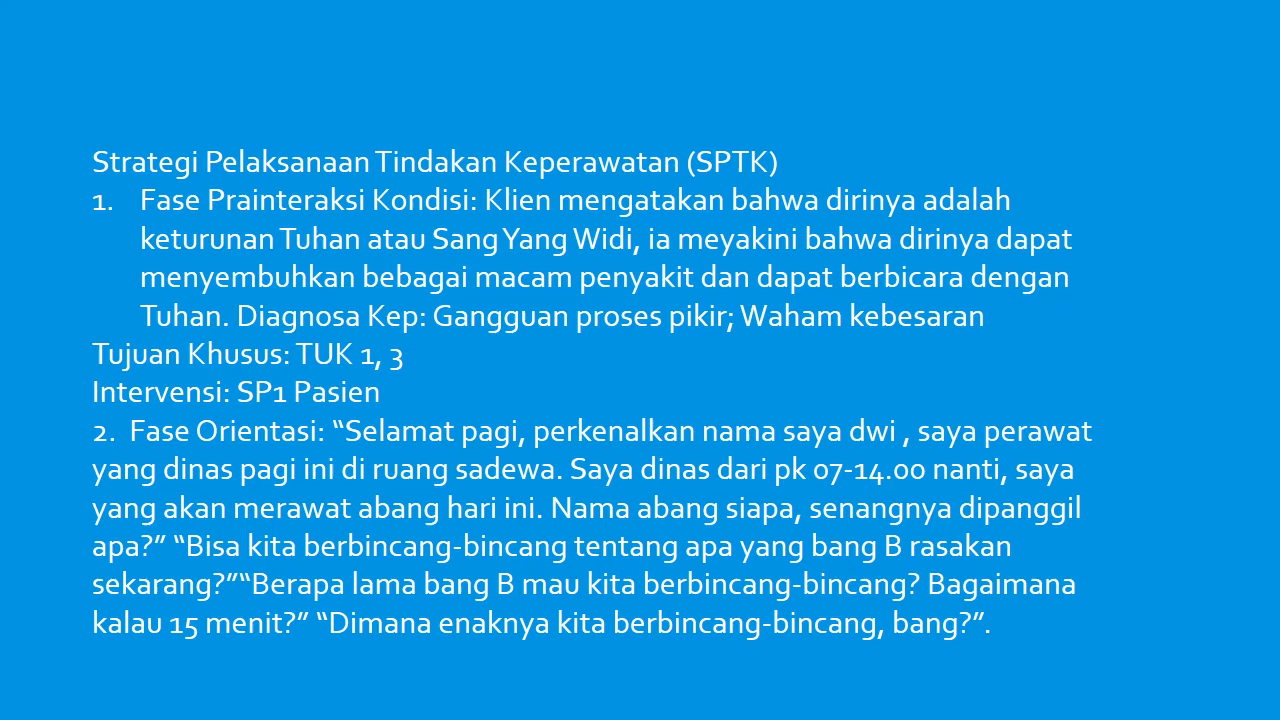 Strategi Pelaksanaan Tindakan Keperawatan (SPTK)
1. Fase Prainteraksi Kondisi: Klien mengatakan bahwa dirinya adalah
keturunan Tuhan atau Sang Yang Widi, ia meyakini bahwa dirinya dapat
menyembuhkan bebagai macam penyakit dan dapat berbicara dengan
Tuhan. Diagnosa Kep: Gangguan proses pikir; Waham kebesaran
Tujuan Khusus: TUK 1, 3
Intervensi: SP1 Pasien
2. Fase Orientasi: “Selamat pagi, perkenalkan nama saya dwi , saya perawat
yang dinas pagi ini di ruang sadewa. Saya dinas dari pk 07-14.00 nanti, saya
yang akan merawat abang hari ini. Nama abang siapa, senangnya dipanggil
apa?” “Bisa kita berbincang-bincang tentang apa yang bang B rasakan
sekarang?”“Berapa lama bang B mau kita berbincang-bincang? Bagaimana
kalau 15 menit?” “Dimana enaknya kita berbincang-bincang, bang?”.